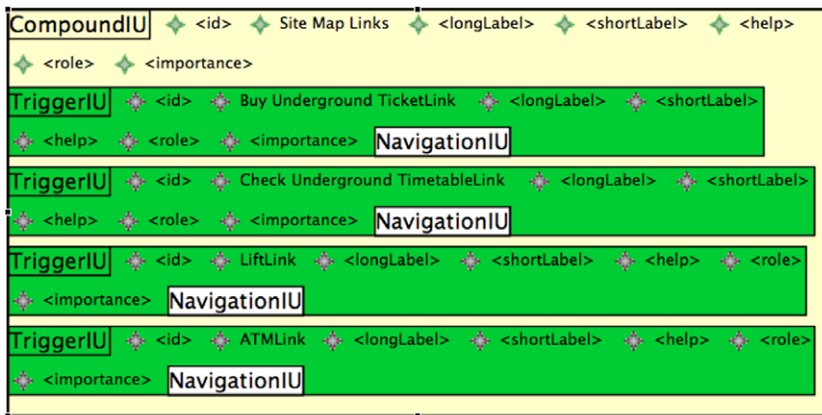 CompoundIU <id> Site Map Links <longLabel> <shortLabel> <help>
<role> <importance>
TriggerIU <id> Buy Underground TicketLink <longLabel> <shortLabel>
<help> <role> <importance> NavigationIU
TriggerIU <id> Check Underground TimetableLink <longLabel> <shortLabel>
<help> <role> <importance> NavigationIU
TriggerIU <id> LiftLink <longLabel> <shortLabel> <help> <role>
<importance> NavigationIU
TriggerIU <id> ATMLink <longLabel> <shortLabel> <help> <role>
<importance> NavigationIU